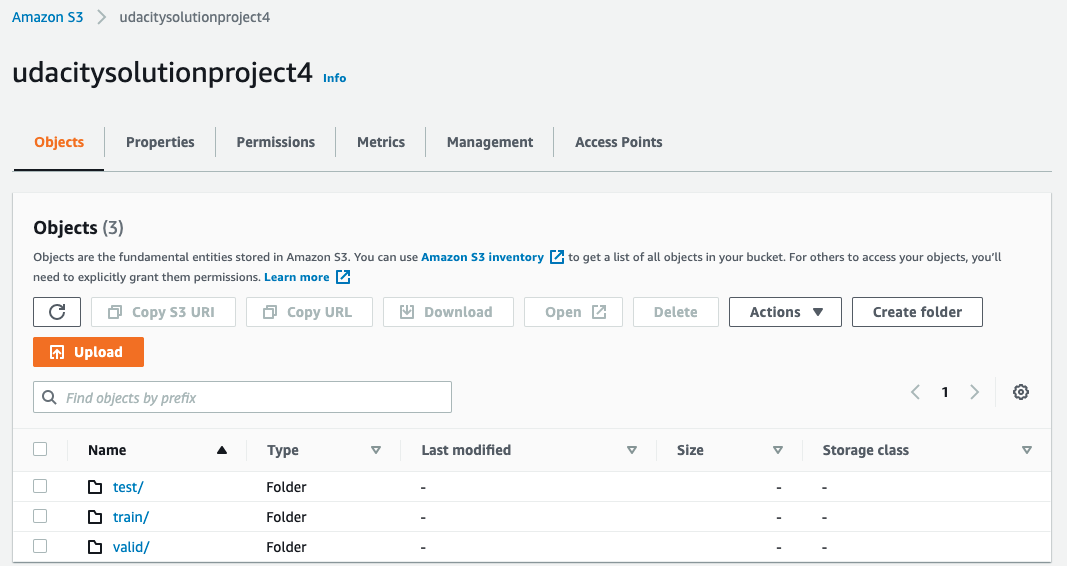 Amazon S3 > udacitysolutionproject4
udacitysolutionproject4 Info
Objects Properties Permissions Metrics Management Access Points
Objects (3)
Objects are the fundamental entities stored in Amazon S3. You can use Amazon S3 inventory to get a list of all objects in your bucket. For others to access your objects, you’ll
need to explicitly grant them permissions. Learn more
Copy S3 URI Copy URL Download Open Delete Actions Create folder
Upload
Find objects by prefix 1
Name Type Last modified Size Storage class
test/ Folder - - -
train/ Folder - - -
valid/ Folder - - -